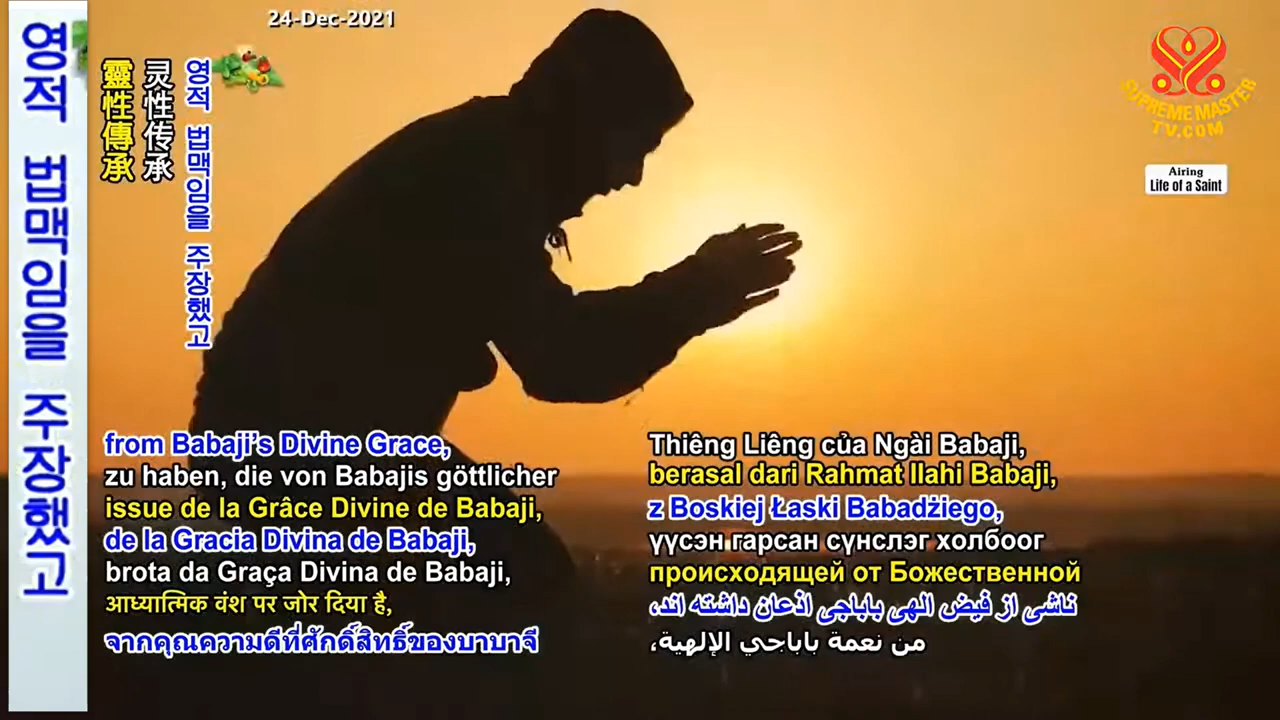 24-Dec-2021
영적 법맥임을 주장했고
靈性傳承
灵性传承
영적 법맥임을 주장했고
SUPREME MASTER
TV.COM
Airing
Life of a Saint
from Babaji's Divine Grace,
zu haben, die von Babajis göttlicher
issue de la Grâce Divine de Babaji,
de la Gracia Divina de Babaji,
brota da Graça Divina de Babaji,
आध्यात्मिक वंश पर जोर दिया है,
จากคุณความดีที่ศักดิ์สิทธิ์ของบาบาจี
Thiêng Liêng của Ngài Babaji,
berasal dari Rahmat Ilahi Babaji,
z Boskiej Łaski Babadżiego,
үүсэн гарсан сүнслэг холбоог
происходящей от Божественной
ناشی از فیض الهی باباجی اذعان داشته اند،
من نعمة باباجي الإلهية،